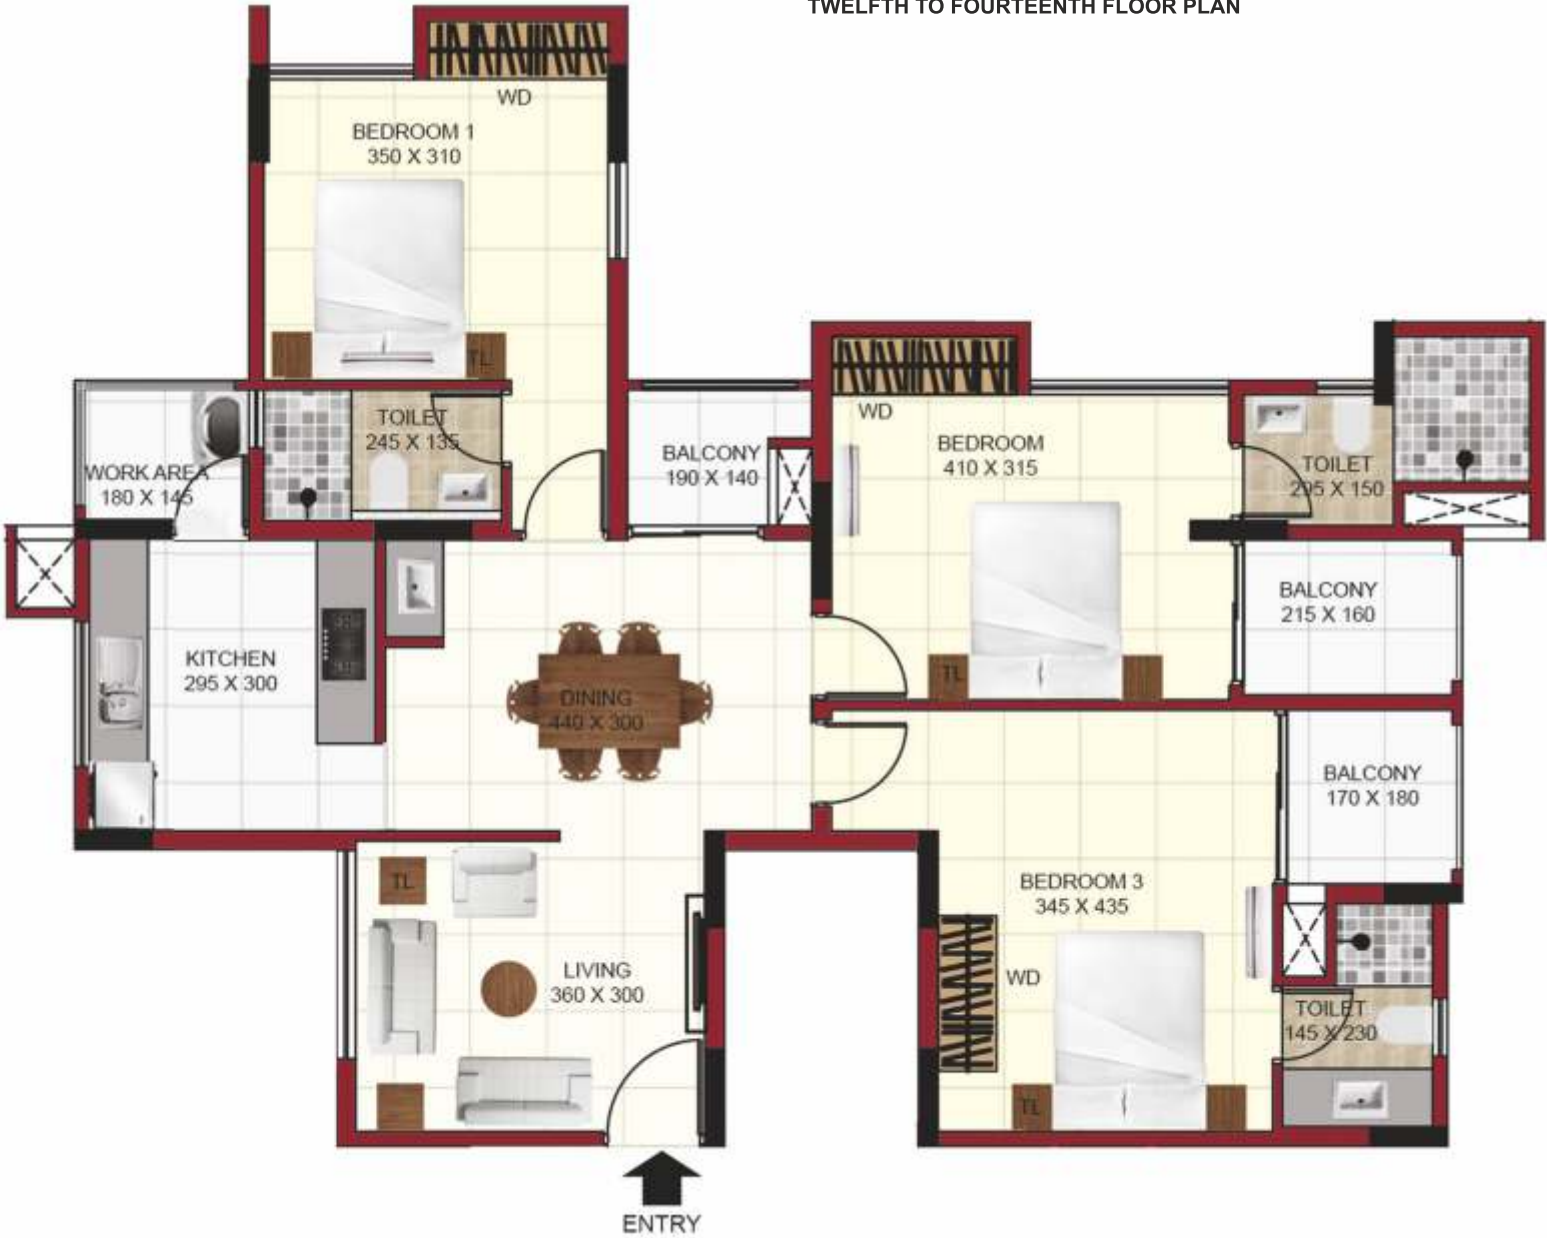 TWELFTH TO FOURTEENTH FLOOR PLAN
WD
BEDROOM 1
350 X 310
TL
TOILET
245 X 135
WORK AREA
180 X 145
BALCONY
190 X 140
WD
BEDROOM
410 X 315
TOILET
295 X 150
BALCONY
215 X 160
KITCHEN
295 X 300
DINING
440 X 300
TL
BALCONY
170 X 180
TL
LIVING
360 X 300
BEDROOM 3
345 X 435
WD
TOILET
145 X 230
TL
ENTRY